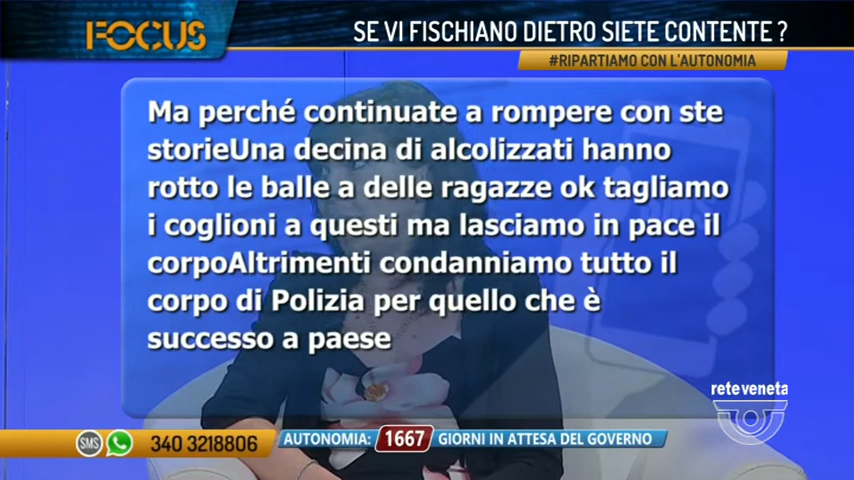 FOCUS
SE VI FISCHIANO DIETRO SIETE CONTENTE ?
#RIPARTIAMO CON L'AUTONOMIA
Ma perché continuate a rompere con ste
storieUna decina di alcolizzati hanno
rotto le balle a delle ragazze ok tagliamo
i coglioni a questi ma lasciamo in pace il
corpoAltrimenti condanniamo tutto il
corpo di Polizia per quello che è
successo a paese
reteveneta
SMS 340 3218806 AUTONOMIA: 1667 GIORNI IN ATTESA DEL GOVERNO